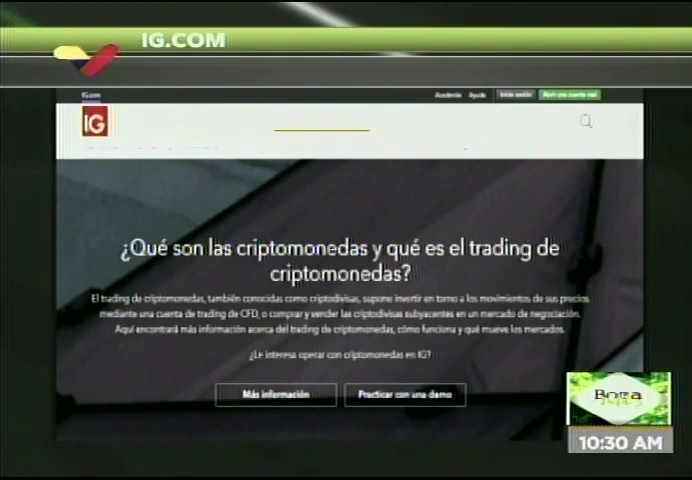 IG.COM
IG.com
Academia Ayuda Iniciar sesión Abrir una cuenta real
IG
¿Qué son las criptomonedas y qué es el trading de
criptomonedas?
El trading de criptomonedas, también conocidas como criptodivisas, supone invertir en torno a los movimientos de sus precios
mediante una cuenta de trading de CFD, o comprar y vender las criptodivisas subyacentes en un mercado de negociación.
Aquí encontrará más información acerca del trading de criptomonedas, cómo funciona y qué mueve los mercados.
¿Le interesa operar con criptomonedas en IG?
Más información Practicar con una demo
10:30 AM